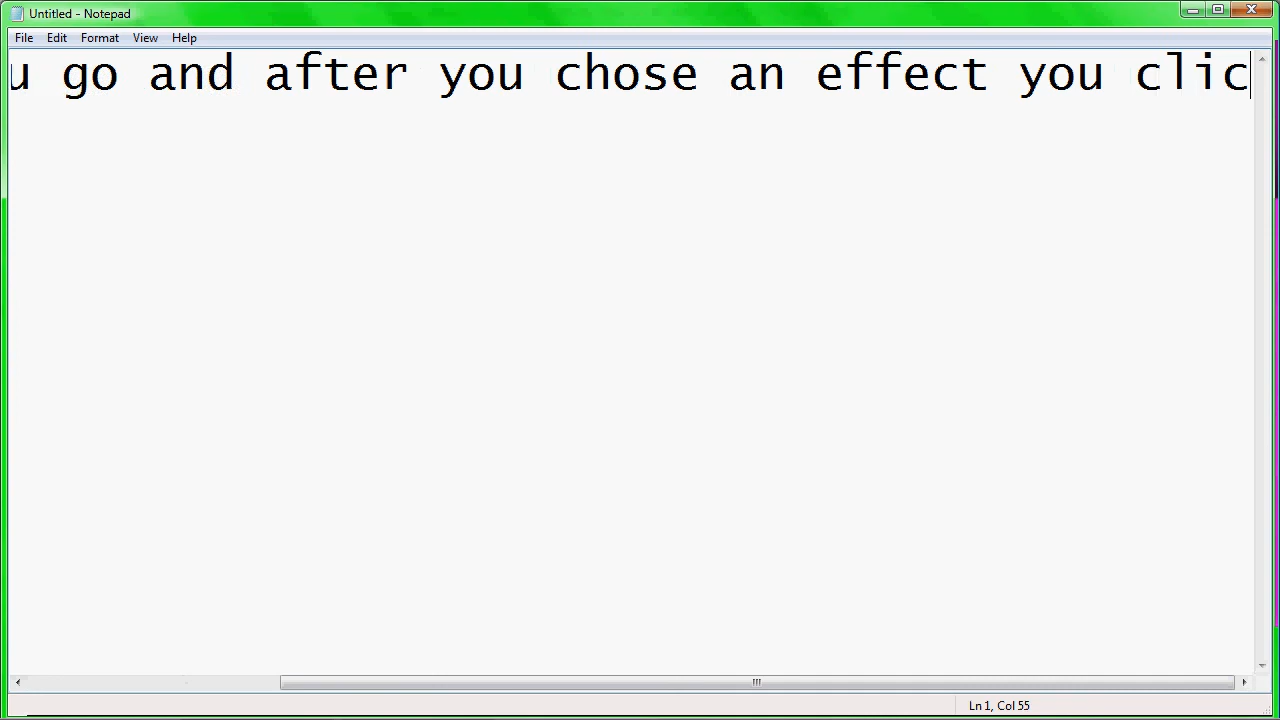 Untitled - Notepad
File Edit Format View Help
u go and after you chose an effect you clic
Ln 1, Col 55